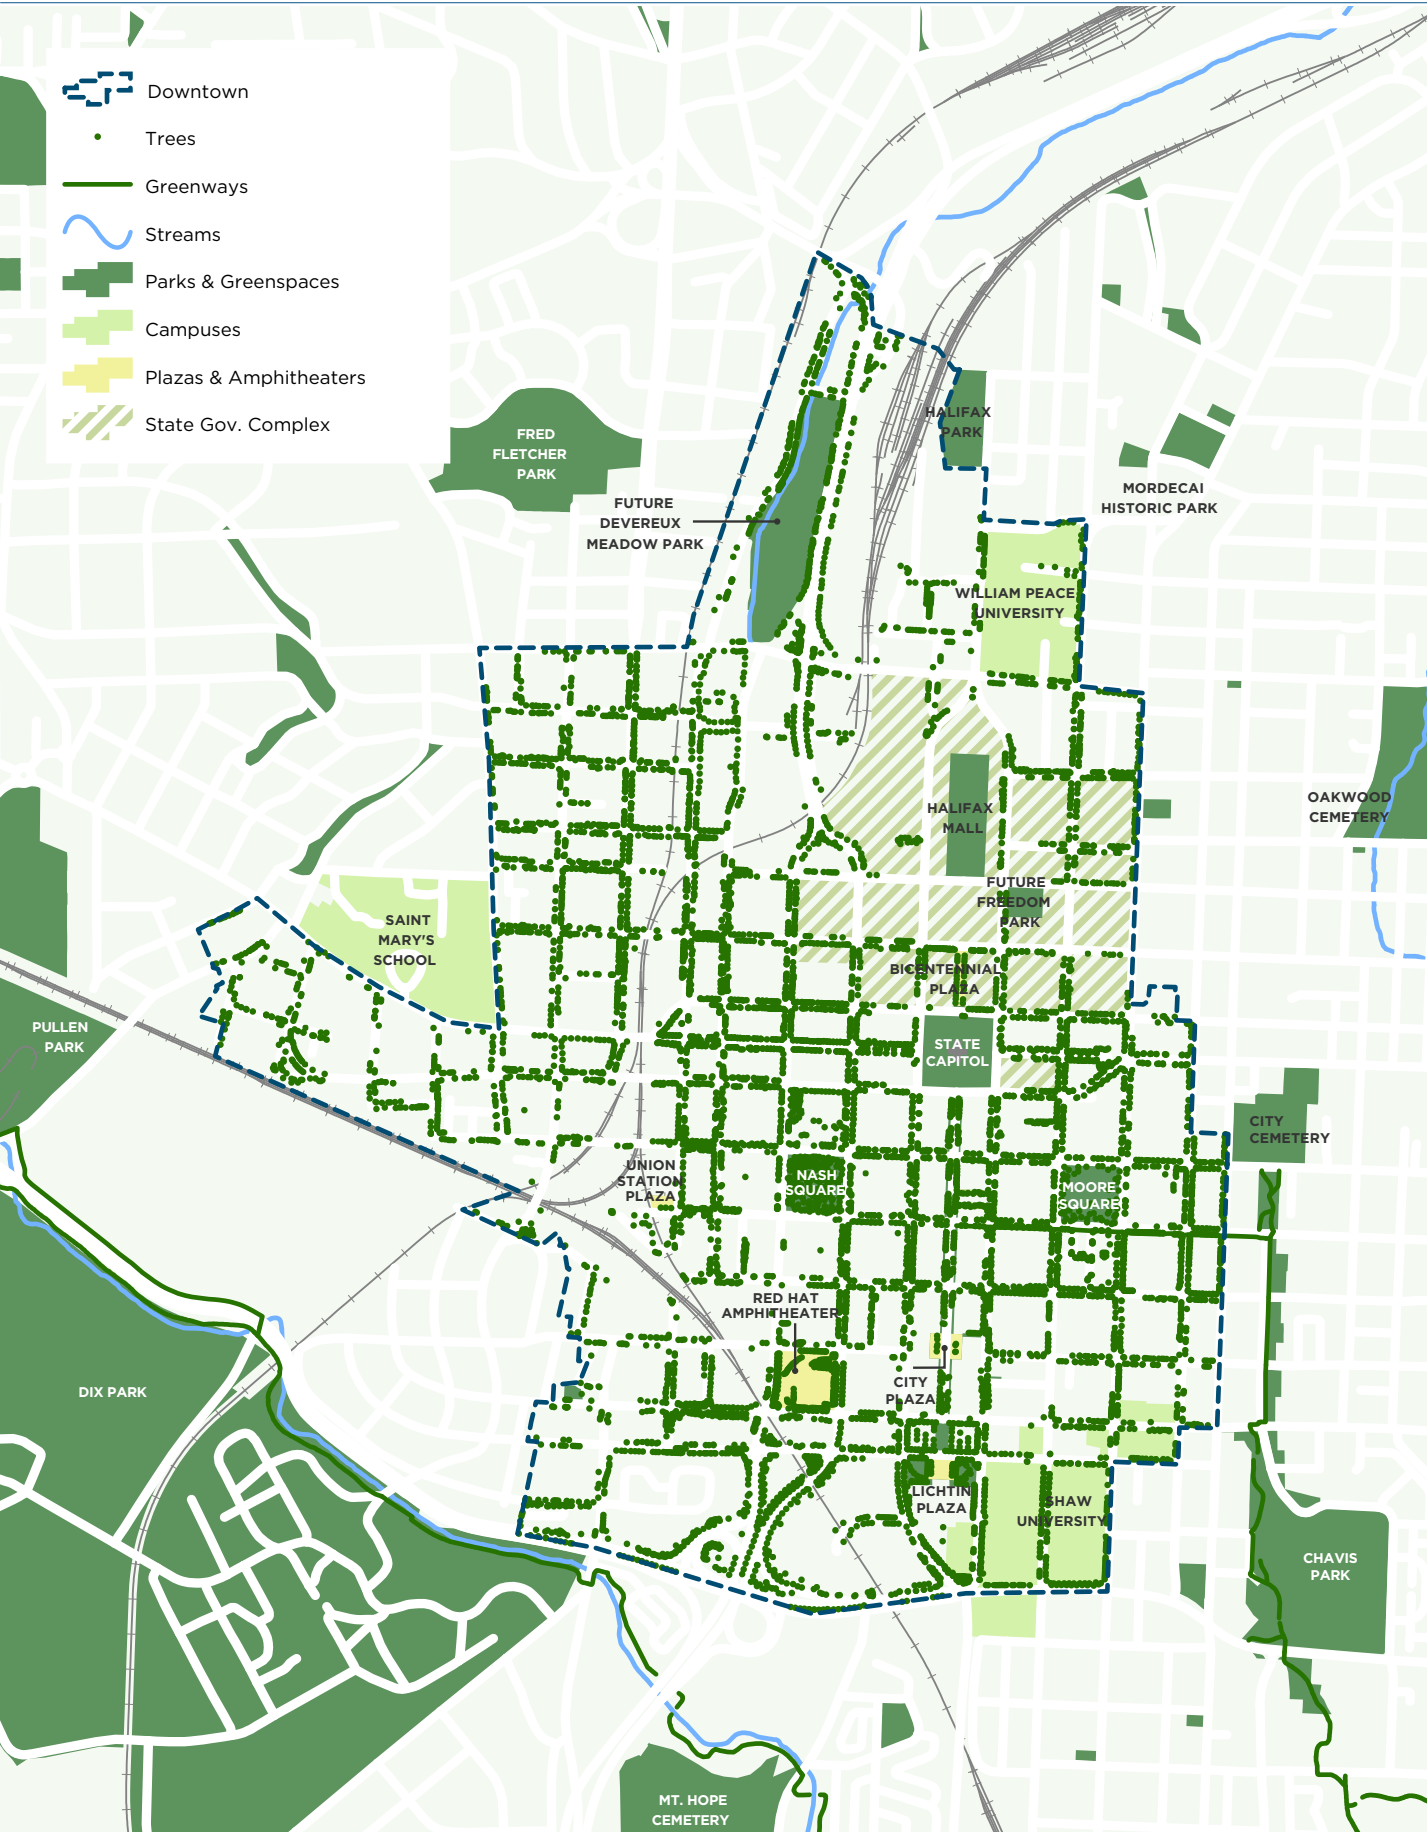 Downtown
Trees
Greenways
Streams
Parks & Greenspaces
Campuses
Plazas & Amphitheaters
State Gov. Complex
HALIFAX
PARK
FRED
FLETCHER
PARK
MORDECAI
HISTORIC PARK
FUTURE
DEVEREUX
MEADOW PARK
WILLIAM PEACE
UNIVERSITY
OAKWOOD
CEMETERY
HALIFAX
MALL
FUTURE
FREEDOM
PARK
SAINT
MARY'S
SCHOOL
BICENTENNIAL
PLAZA
PULLEN
PARK
STATE
CAPITOL
CITY
CEMETERY
UNION
STATION
PLAZA
NASH
SQUARE
MOORE
SQUARE
RED HAT
AMPHITHEATER
CITY
PLAZA
DIX PARK
LICHTIN
PLAZA
SHAW
UNIVERSITY
CHAVIS
PARK
MT. HOPE
CEMETERY